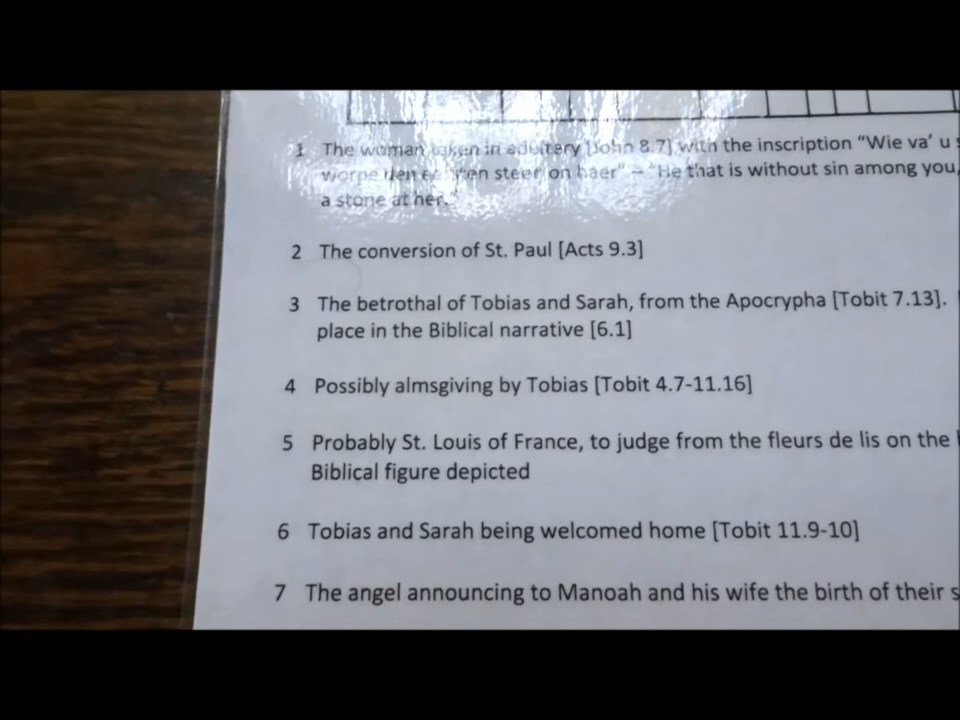 1 The woman taken in adultery [John 8.7] with the inscription “Wie va’ u s
worpe den steen on haer” – “He that is without sin among you,
a stone at her.”
2 The conversion of St. Paul [Acts 9.3]
3 The betrothal of Tobias and Sarah, from the Apocrypha [Tobit 7.13].
place in the Biblical narrative [6.1]
4 Possibly almsgiving by Tobias [Tobit 4.7-11.16]
5 Probably St. Louis of France, to judge from the fleurs de lis on the
Biblical figure depicted
6 Tobias and Sarah being welcomed home [Tobit 11.9-10]
7 The angel announcing to Manoah and his wife the birth of their s